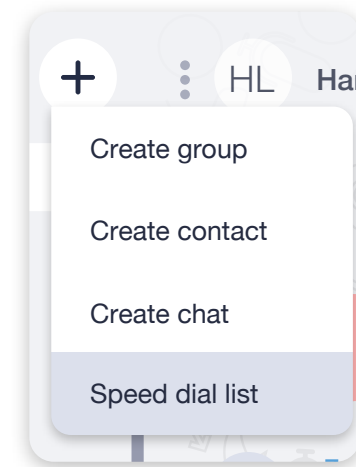 HL
Create group
Create contact
Create chat
Speed dial list